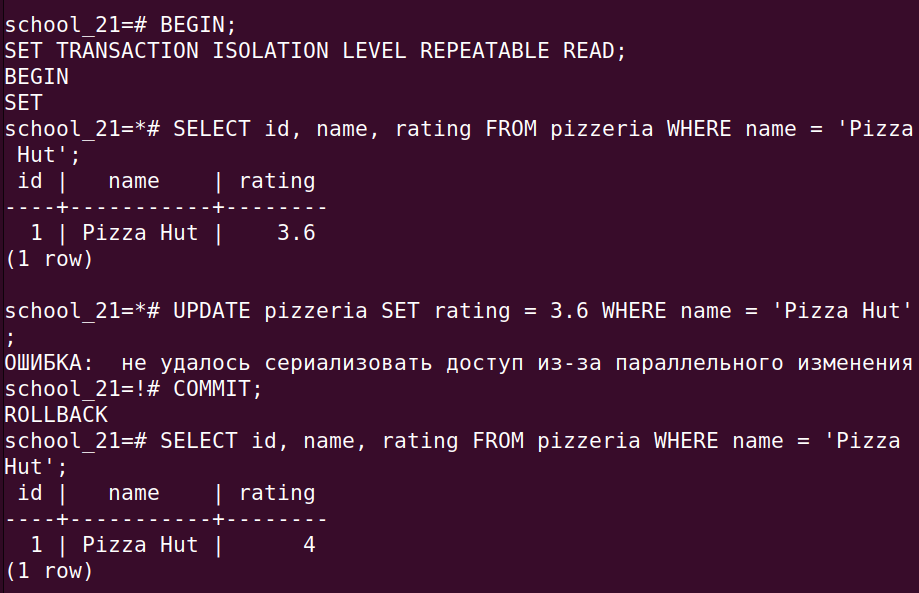 school_21=# BEGIN;
SET TRANSACTION ISOLATION LEVEL REPEATABLE READ;
BEGIN
SET
school_21=*# SELECT id, name, rating FROM pizzeria WHERE name = 'Pizza
 Hut';
 id |   name    | rating
----+-----------+--------
  1 | Pizza Hut |    3.6
(1 row)

school_21=*# UPDATE pizzeria SET rating = 3.6 WHERE name = 'Pizza Hut'
;
ОШИБКА:  не удалось сериализовать доступ из-за параллельного изменения
school_21=!# COMMIT;
ROLLBACK
school_21=# SELECT id, name, rating FROM pizzeria WHERE name = 'Pizza
Hut';
 id |   name    | rating
----+-----------+--------
  1 | Pizza Hut |      4
(1 row)